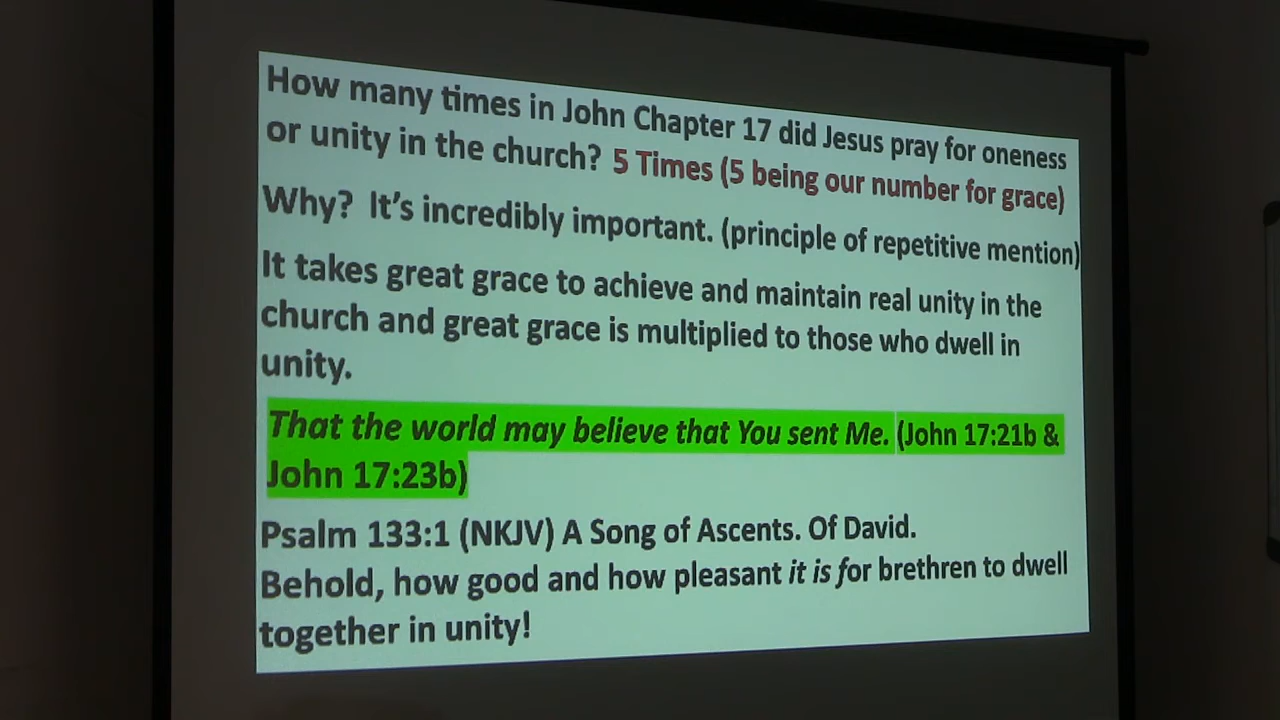 How many times in John Chapter 17 did Jesus pray for oneness
or unity in the church? 5 Times (5 being our number for grace)
Why? It’s incredibly important. (principle of repetitive mention)
It takes great grace to achieve and maintain real unity in the
church and great grace is multiplied to those who dwell in
unity.
That the world may believe that You sent Me. (John 17:21b &
John 17:23b)
Psalm 133:1 (NKJV) A Song of Ascents. Of David.
Behold, how good and how pleasant it is for brethren to dwell
together in unity!